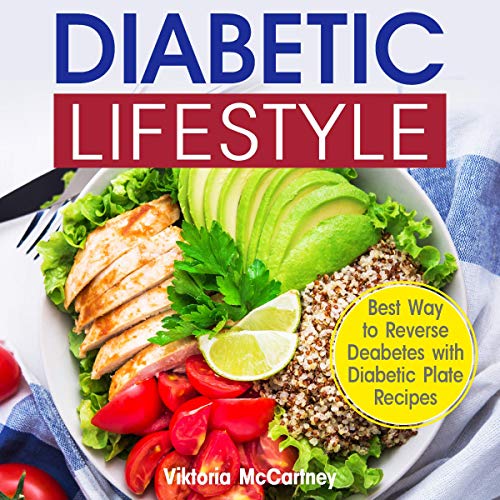 DIABETIC
LIFESTYLE
Best Way
to Reverse
Deabetes with
Diabetic Plate
Recipes
Viktoria McCartney